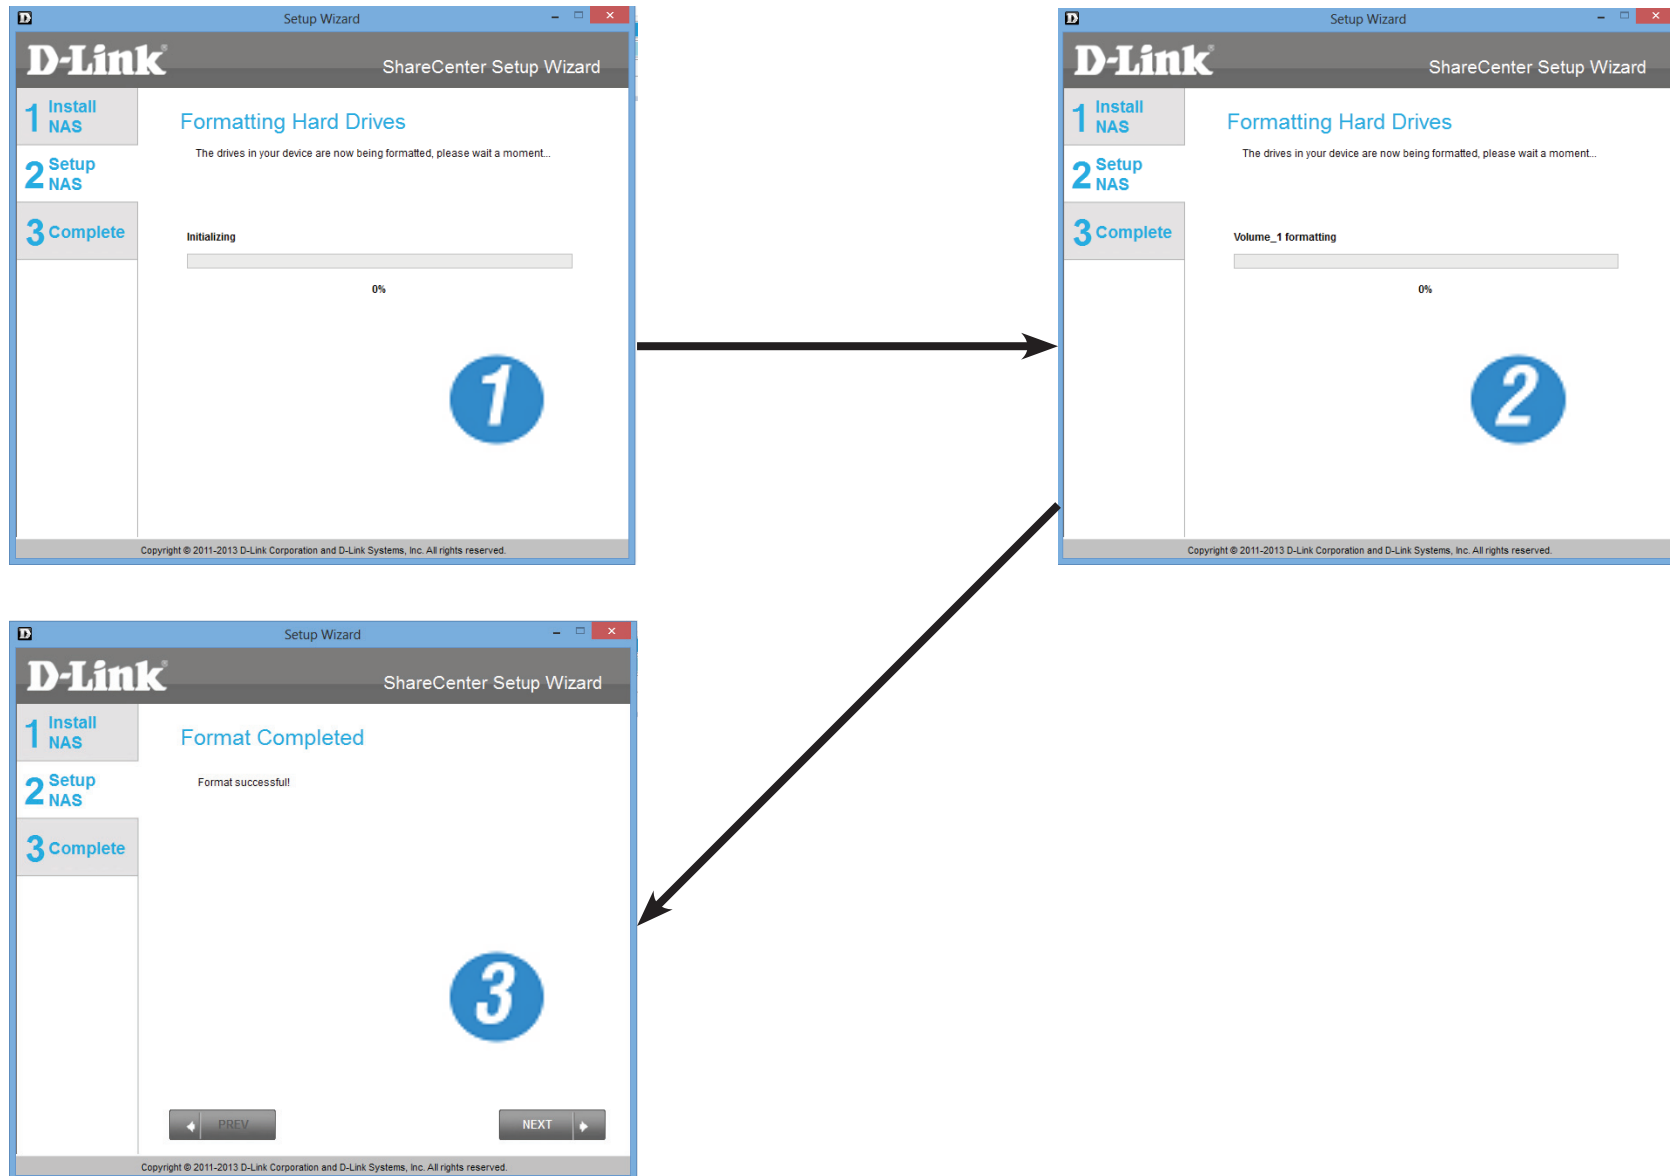 Setup Wizard
D-Link®
ShareCenter Setup Wizard
1 Install
NAS
2 Setup
NAS
3 Complete
Formatting Hard Drives
The drives in your device are now being formatted, please wait a moment...
Initializing
0%
1
Copyright © 2011-2013 D-Link Corporation and D-Link Systems, Inc. All rights reserved.
Setup Wizard
D-Link®
ShareCenter Setup Wizard
1 Install
NAS
2 Setup
NAS
3 Complete
Formatting Hard Drives
The drives in your device are now being formatted, please wait a moment...
Volume_1 formatting
0%
2
Copyright © 2011-2013 D-Link Corporation and D-Link Systems, Inc. All rights reserved.
Setup Wizard
D-Link®
ShareCenter Setup Wizard
1 Install
NAS
2 Setup
NAS
3 Complete
Format Completed
Format successful!
3
PREV
NEXT
Copyright © 2011-2013 D-Link Corporation and D-Link Systems, Inc. All rights reserved.